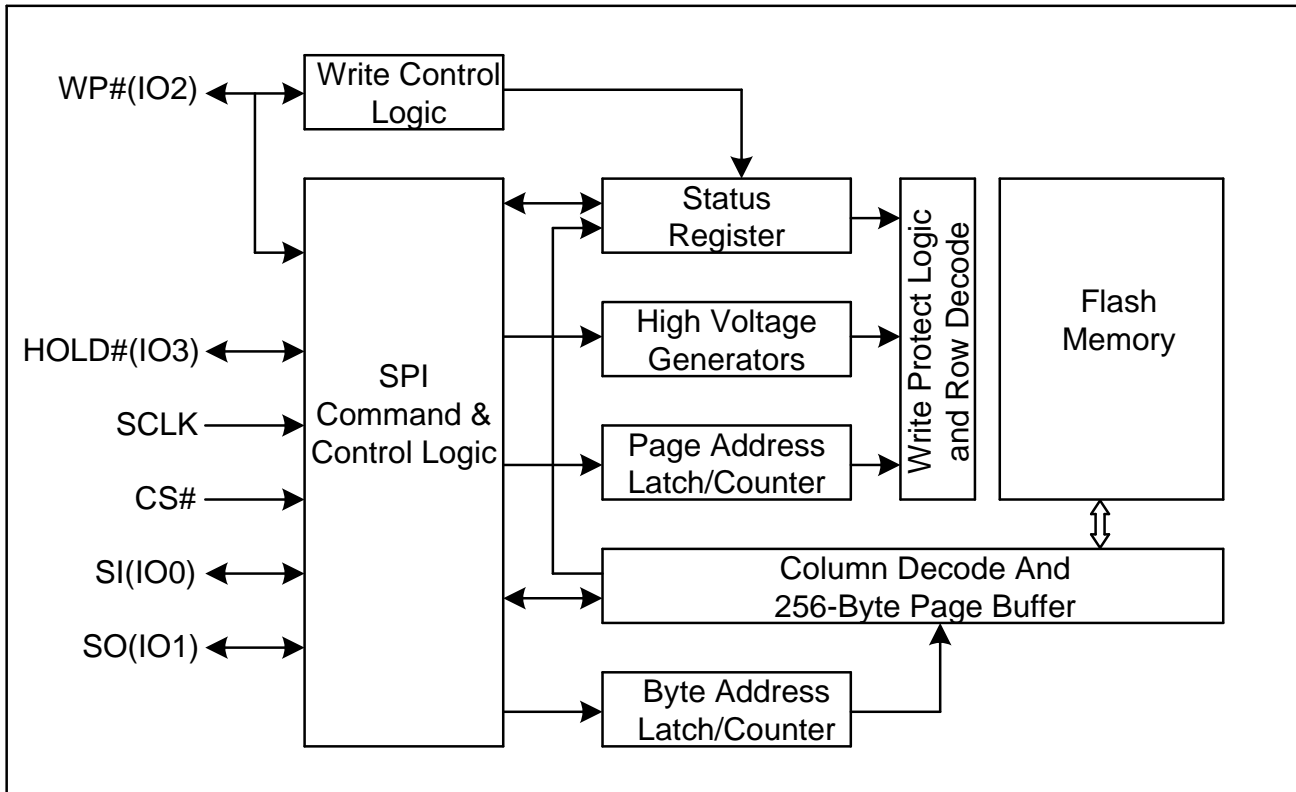 WP#(IO2)
Write Control
Logic
HOLD#(IO3)
SCLK
CS#
SI(IO0)
SO(IO1)
SPI
Command &
Control Logic
Status
Register
High Voltage
Generators
Page Address
Latch/Counter
Write Protect Logic
and Row Decode
Flash
Memory
Column Decode And
256-Byte Page Buffer
Byte Address
Latch/Counter